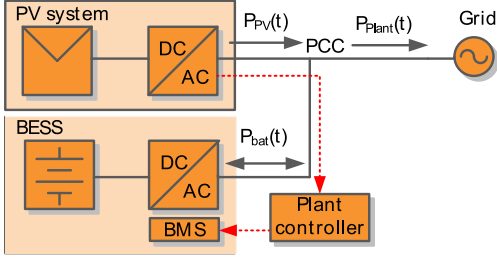 PV system
DC
AC
P_PV(t)
PCC
P_Plant(t)
Grid
BESS
DC
AC
P_bat(t)
BMS
Plant
controller